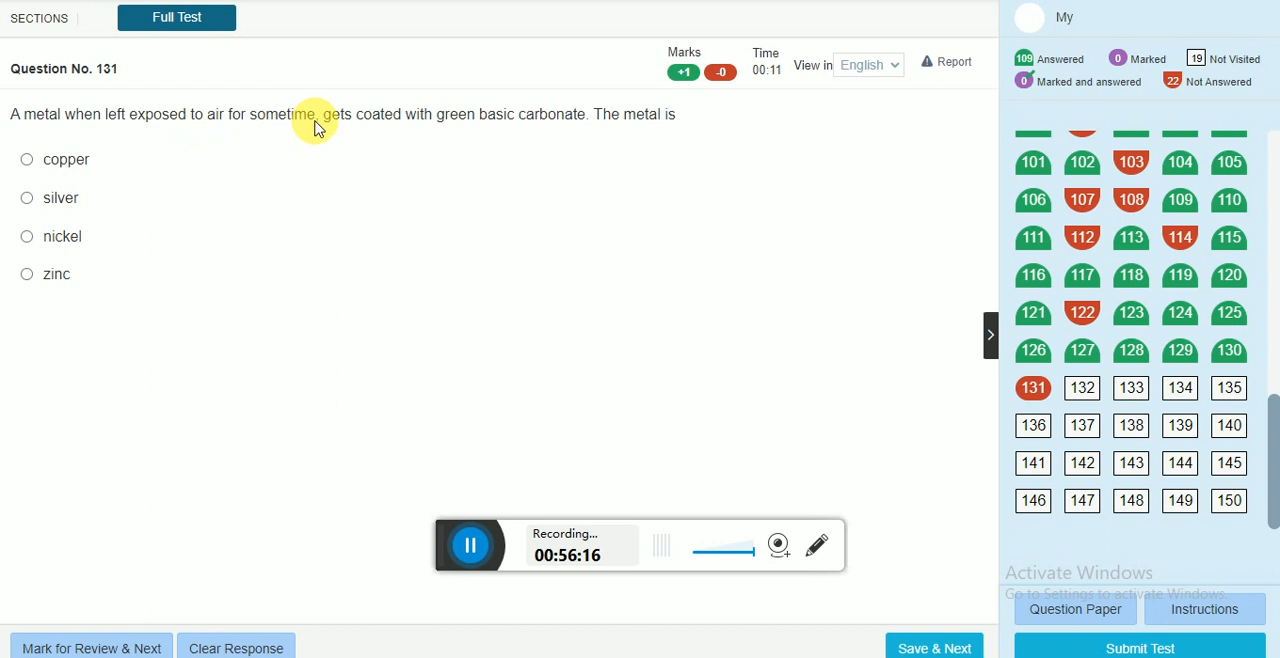 SECTIONS
Full Test
My
Question No. 131
Marks
+1
-0
Time
00:11
View in
English
Report
109 Answered
0 Marked
19 Not Visited
0 Marked and answered
22 Not Answered
A metal when left exposed to air for sometime, gets coated with green basic carbonate. The metal is
copper
silver
nickel
zinc
101 102 103 104 105
106 107 108 109 110
111 112 113 114 115
116 117 118 119 120
121 122 123 124 125
126 127 128 129 130
131 132 133 134 135
136 137 138 139 140
141 142 143 144 145
146 147 148 149 150
Recording...
00:56:16
Activate Windows
Go to Settings to activate Windows.
Question Paper
Instructions
Mark for Review & Next
Clear Response
Save & Next
Submit Test